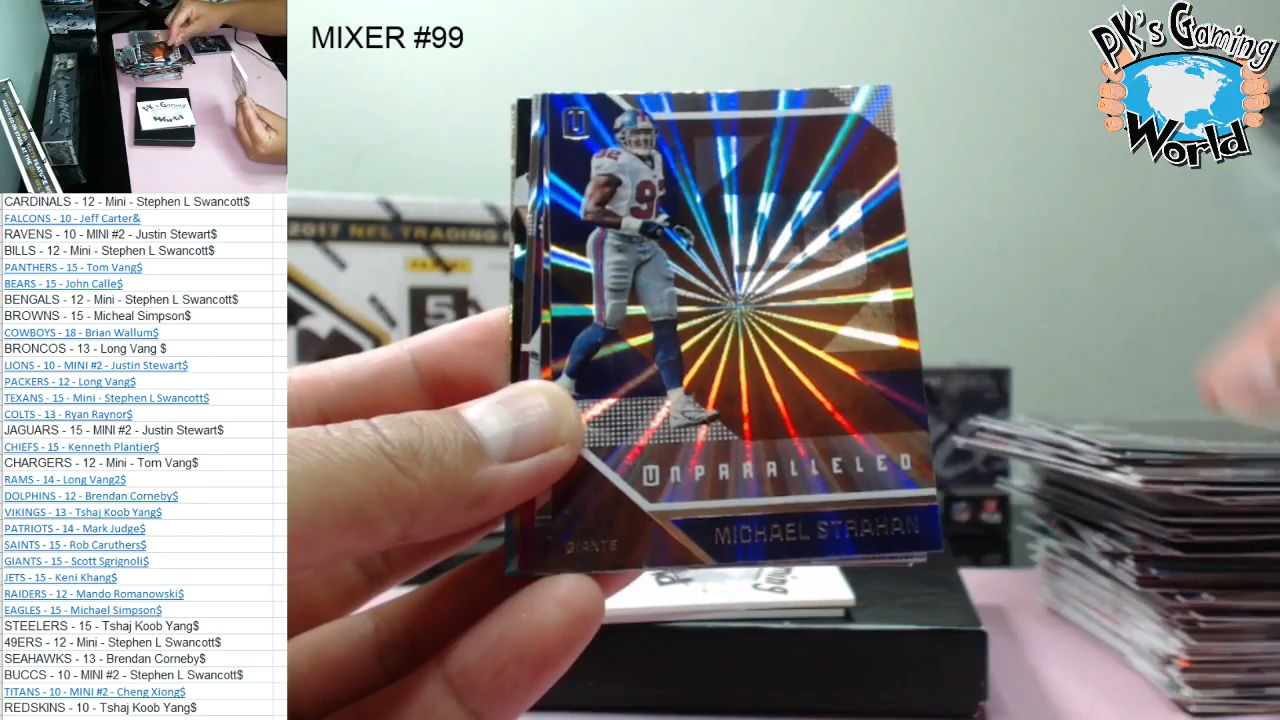 MIXER #99
PK's Gaming
World
CARDINALS - 12 - Mini - Stephen L Swancott$
FALCONS - 10 - Jeff Carter&
RAVENS - 10 - MINI #2 - Justin Stewart$
BILLS - 12 - Mini - Stephen L Swancott$
PANTHERS - 15 - Tom Vang$
BEARS - 15 - John Calle$
BENGALS - 12 - Mini - Stephen L Swancott$
BROWNS - 15 - Micheal Simpson$
COWBOYS - 18 - Brian Wallum$
BRONCOS - 13 - Long Vang $
LIONS - 10 - MINI #2 - Justin Stewart$
PACKERS - 12 - Long Vang$
TEXANS - 15 - Mini - Stephen L Swancott$
COLTS - 13 - Ryan Raynor$
JAGUARS - 15 - MINI #2 - Justin Stewart$
CHIEFS - 15 - Kenneth Plantier$
CHARGERS - 12 - Mini - Tom Vang$
RAMS - 14 - Long Vang2$
DOLPHINS - 12 - Brendan Corneby$
VIKINGS - 13 - Tshaj Koob Yang$
PATRIOTS - 14 - Mark Judge$
SAINTS - 15 - Rob Caruthers$
GIANTS - 15 - Scott Sgrignoli$
JETS - 15 - Keni Khang$
RAIDERS - 12 - Mando Romanowski$
EAGLES - 15 - Michael Simpson$
STEELERS - 15 - Tshaj Koob Yang$
49ERS - 12 - Mini - Stephen L Swancott$
SEAHAWKS - 13 - Brendan Corneby$
BUCCS - 10 - MINI #2 - Stephen L Swancott$
TITANS - 10 - MINI #2 - Cheng Xiong$
REDSKINS - 10 - Tshaj Koob Yang$
2017 NFL TRADING
PANINI
5
U
92
UNPARALLELED
MICHAEL STRAHAN
GIANTS